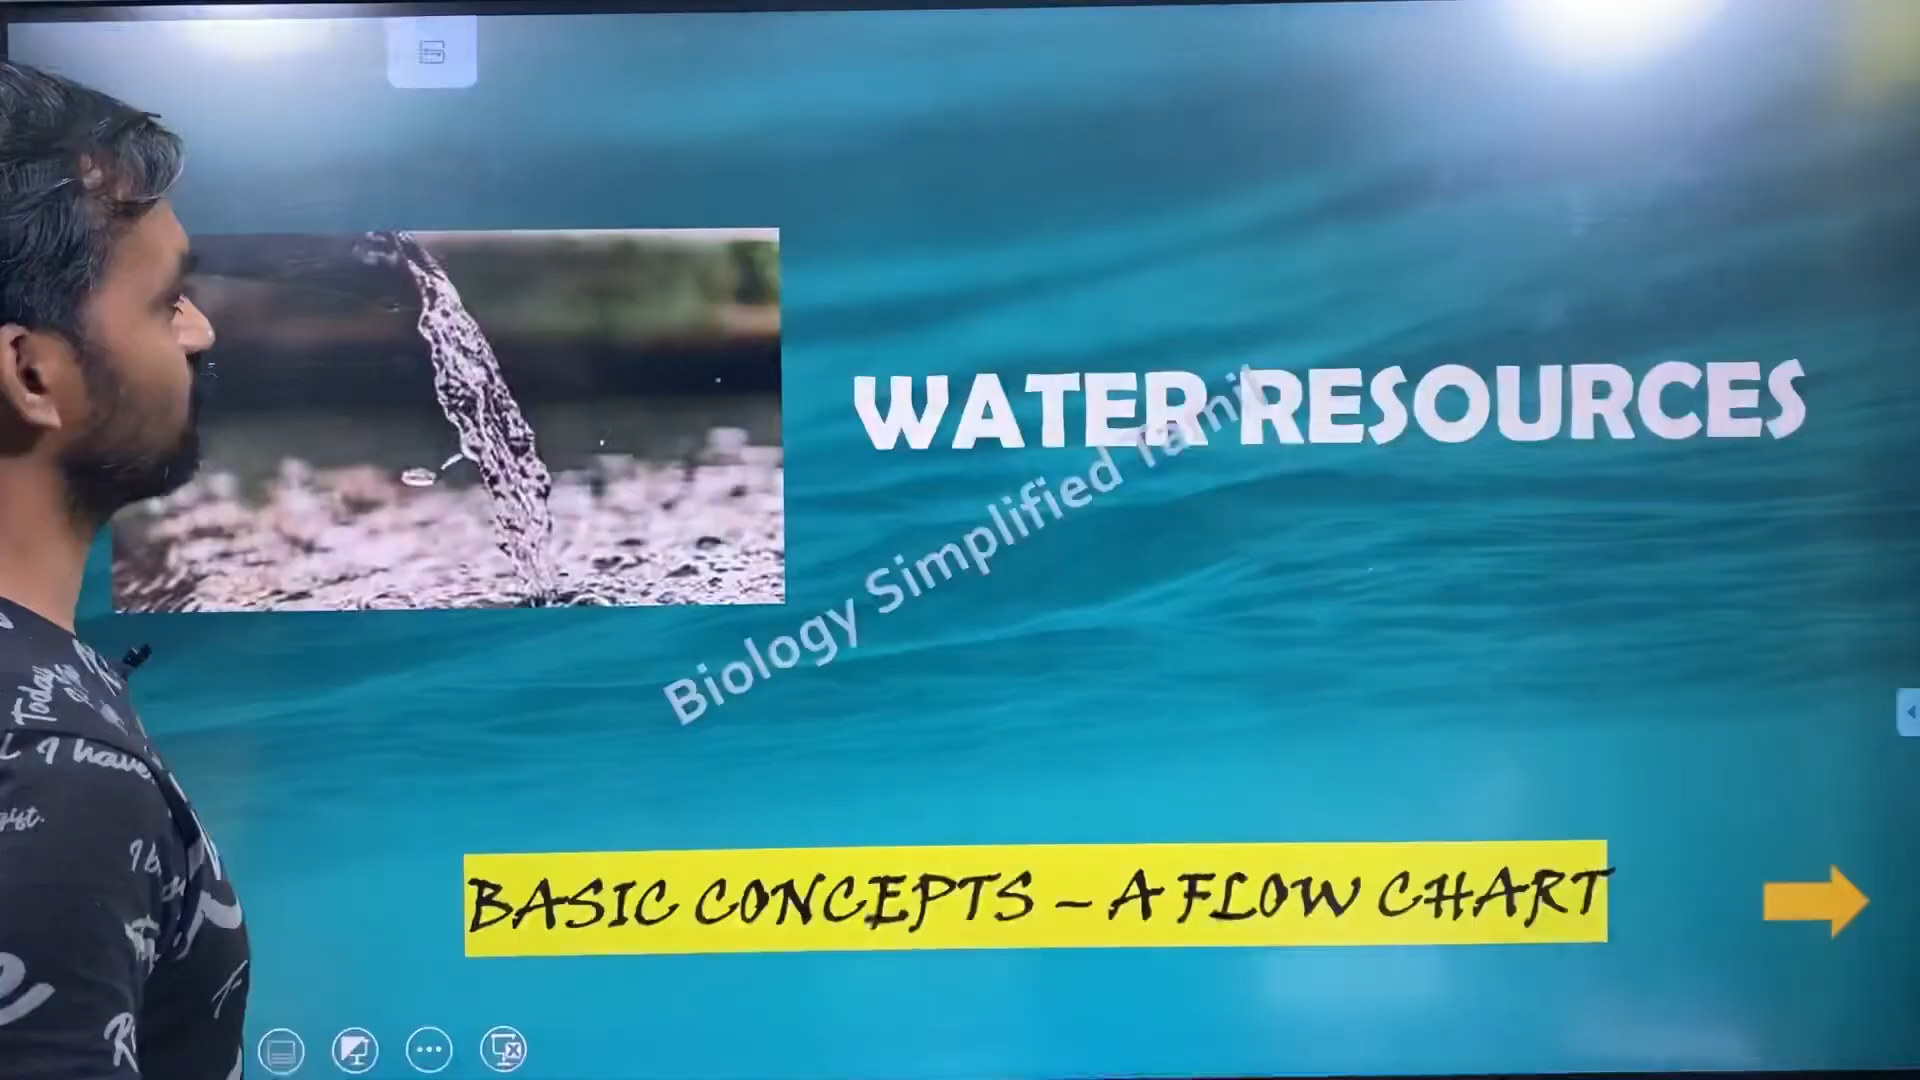 WATER RESOURCES
Biology Simplified Tamil
BASIC CONCEPTS – A FLOW CHART
Today
I have